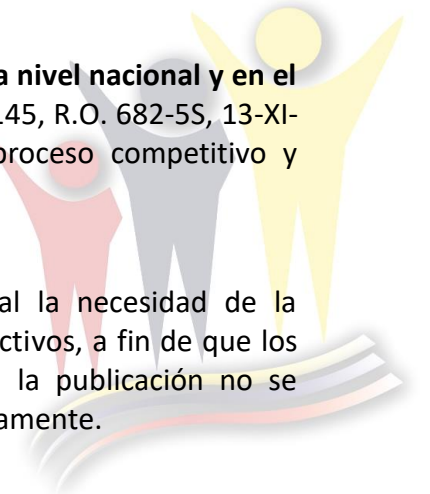 a nivel nacional y en el
145, R.O. 682-5S, 13-XI-
proceso competitivo y
al la necesidad de la
ctivos, a fin de que los
la publicación no se
amente.